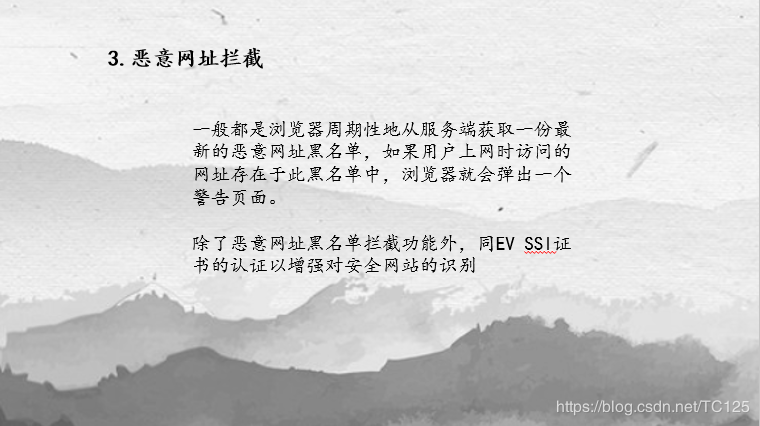 3.恶意网址拦截
一般都是浏览器周期性地从服务端获取一份最
新的恶意网址黑名单，如果用户上网时访问的
网址存在于此黑名单中，浏览器就会弹出一个
警告页面。
除了恶意网址黑名单拦截功能外，同EV SSl证
书的认证以增强对安全网站的识别
https://blog.csdn.net/TC125